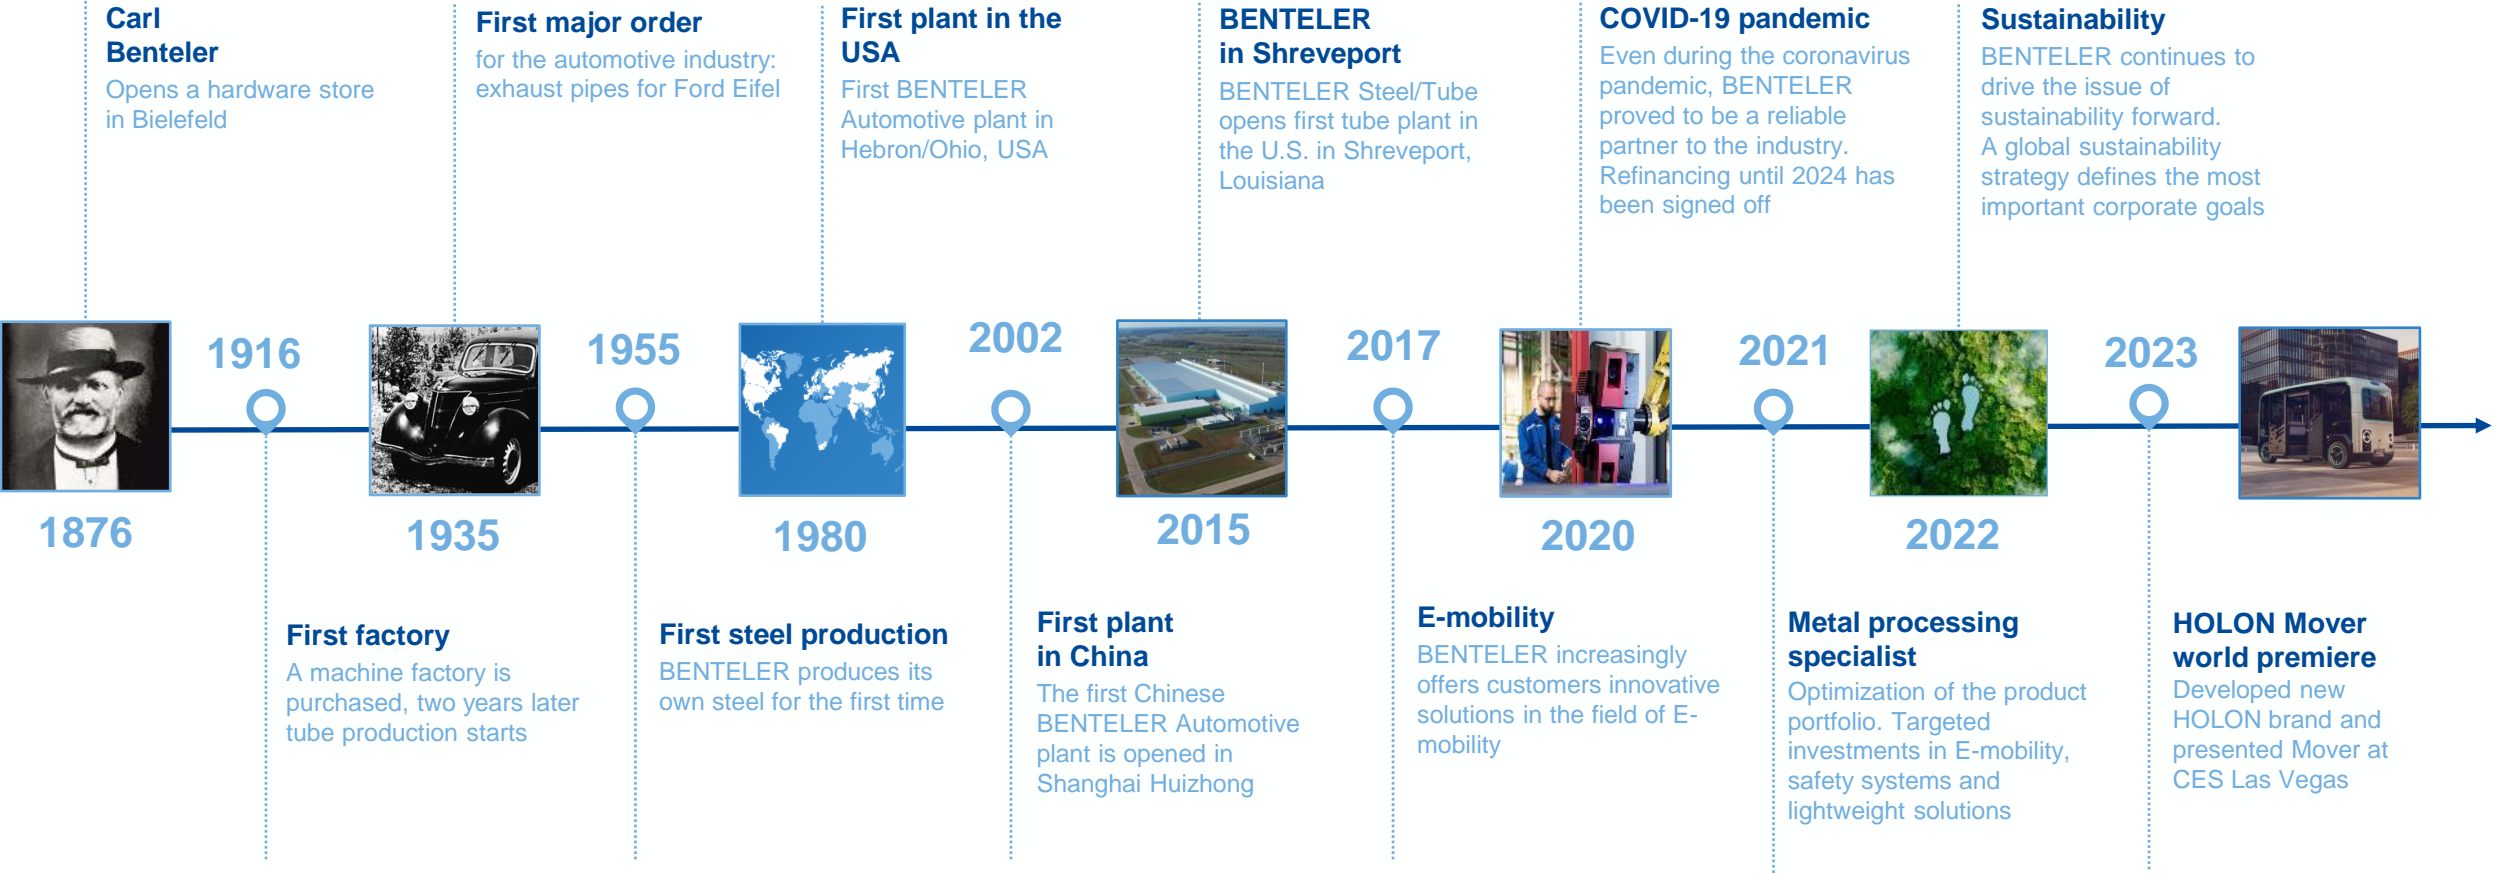 Carl
Benteler
Opens a hardware store
in Bielefeld
First major order
for the automotive industry:
exhaust pipes for Ford Eifel
First plant in the
USA
First BENTELER
Automotive plant in
Hebron/Ohio, USA
BENTELER
in Shreveport
BENTELER Steel/Tube
opens first tube plant in
the U.S. in Shreveport,
Louisiana
COVID-19 pandemic
Even during the coronavirus
pandemic, BENTELER
proved to be a reliable
partner to the industry.
Refinancing until 2024 has
been signed off
Sustainability
BENTELER continues to
drive the issue of
sustainability forward.
A global sustainability
strategy defines the most
important corporate goals
1916
1955
2002
2017
2021
2023
1876
1935
1980
2015
2020
2022
First factory
A machine factory is
purchased, two years later
tube production starts
First steel production
BENTELER produces its
own steel for the first time
First plant
in China
The first Chinese
BENTELER Automotive
plant is opened in
Shanghai Huizhong
E-mobility
BENTELER increasingly
offers customers innovative
solutions in the field of E-
mobility
Metal processing
specialist
Optimization of the product
portfolio. Targeted
investments in E-mobility,
safety systems and
lightweight solutions
HOLON Mover
world premiere
Developed new
HOLON brand and
presented Mover at
CES Las Vegas